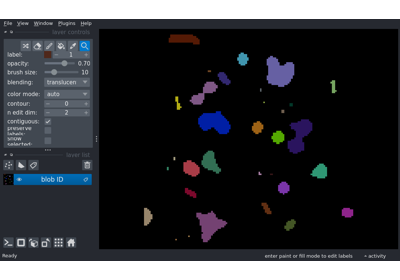 File View Window Plugins Help
layer controls
label: 1
opacity: 0.70
brush size: 10
blending: translucen
color mode: auto
contour: 0
n edit dim: 2
contiguous:
preserve labels:
show selected:
layer list
blob ID
Ready enter paint or fill mode to edit labels activity